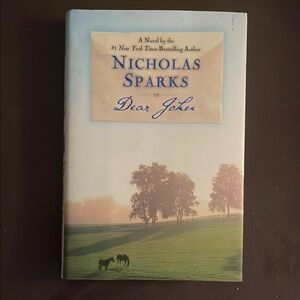 A Novel by the
#1 New York Times Bestselling Author
NICHOLAS
SPARKS
Dear John